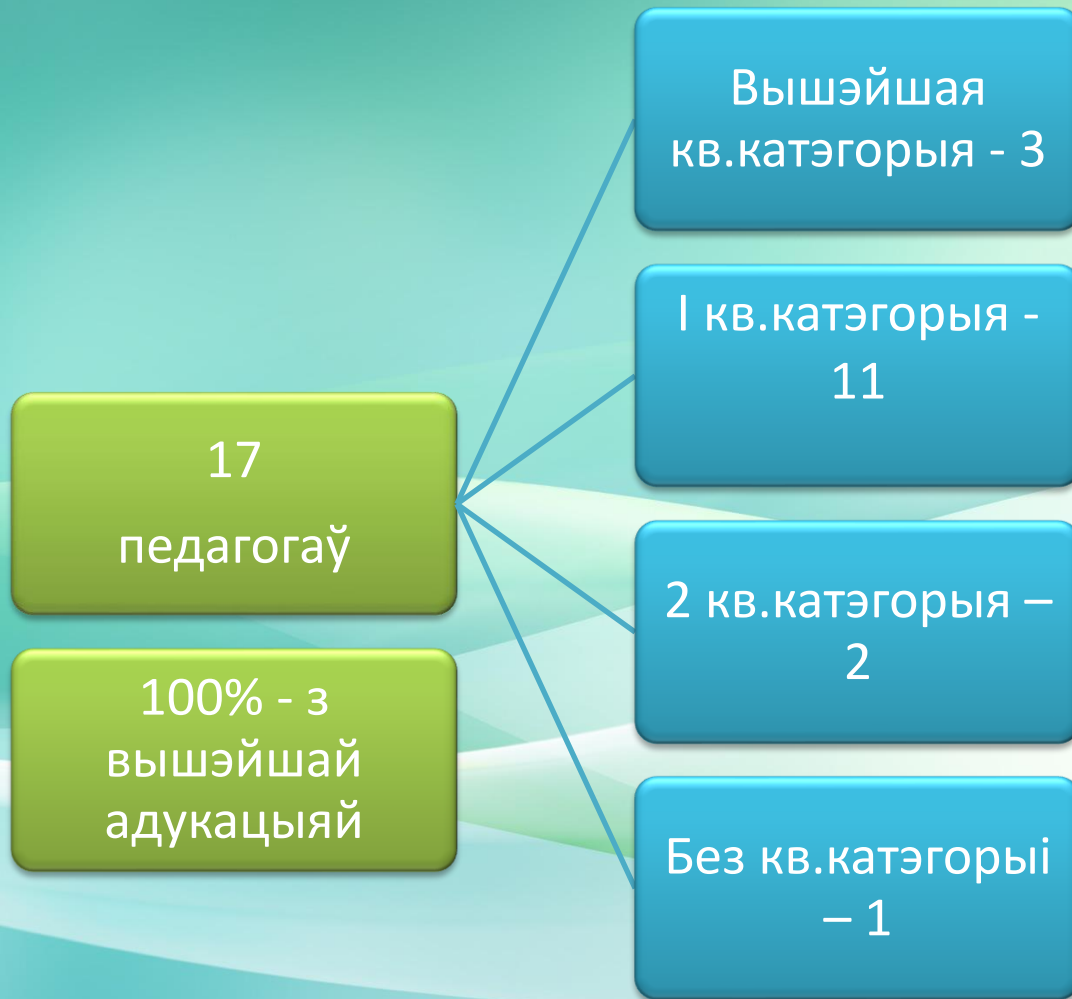 17
педагогаў
100% - з
вышэйшай
адукацыяй
Вышэйшая
кв.катэгорыя - 3
І кв.катэгорыя -
11
2 кв.катэгорыя –
2
Без кв.катэгорыі
– 1